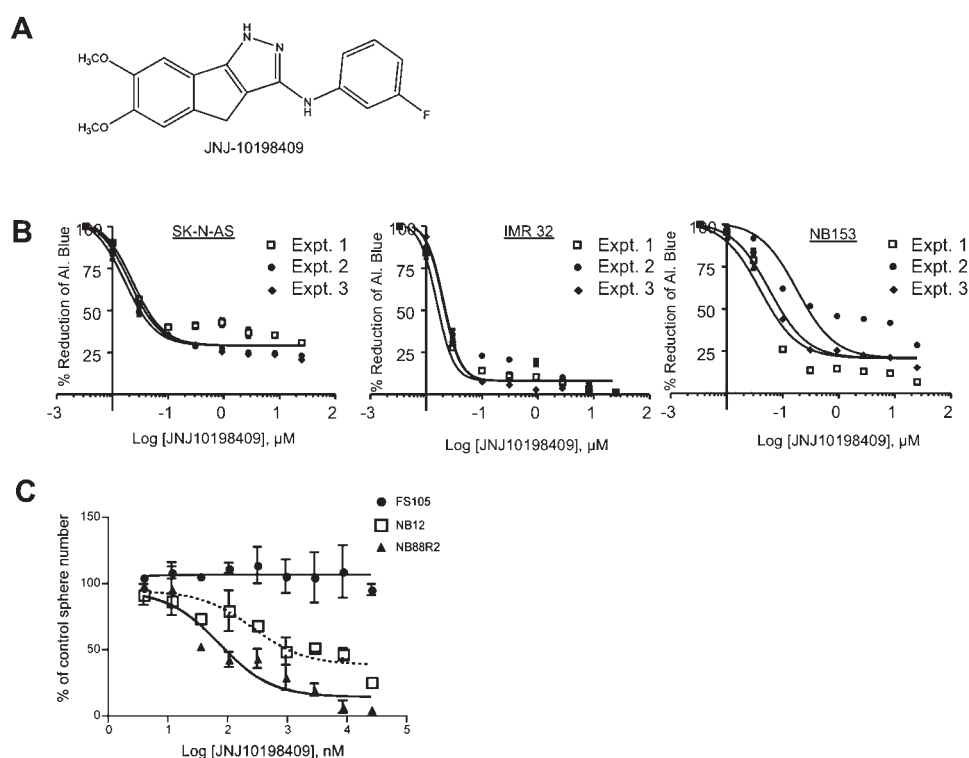 A
H
N
N
H₃CO
H₃CO
N
H
F
JNJ-10198409
B
SK-N-AS
% Reduction of Al. Blue
100
75
50
25
Expt. 1
Expt. 2
Expt. 3
-3 -1 0 1 2
Log [JNJ10198409], µM
IMR 32
% Reduction of Al. Blue
100
75
50
25
Expt. 1
Expt. 2
Expt. 3
-3 -1 0 1 2
Log [JNJ10198409], µM
NB153
% Reduction of Al. Blue
100
75
50
25
Expt. 1
Expt. 2
Expt. 3
-3 -1 0 1 2
Log [JNJ10198409], µM
C
FS105
NB12
NB88R2
% of control sphere number
150
100
50
0
0 1 2 3 4 5
Log [JNJ10198409], nM